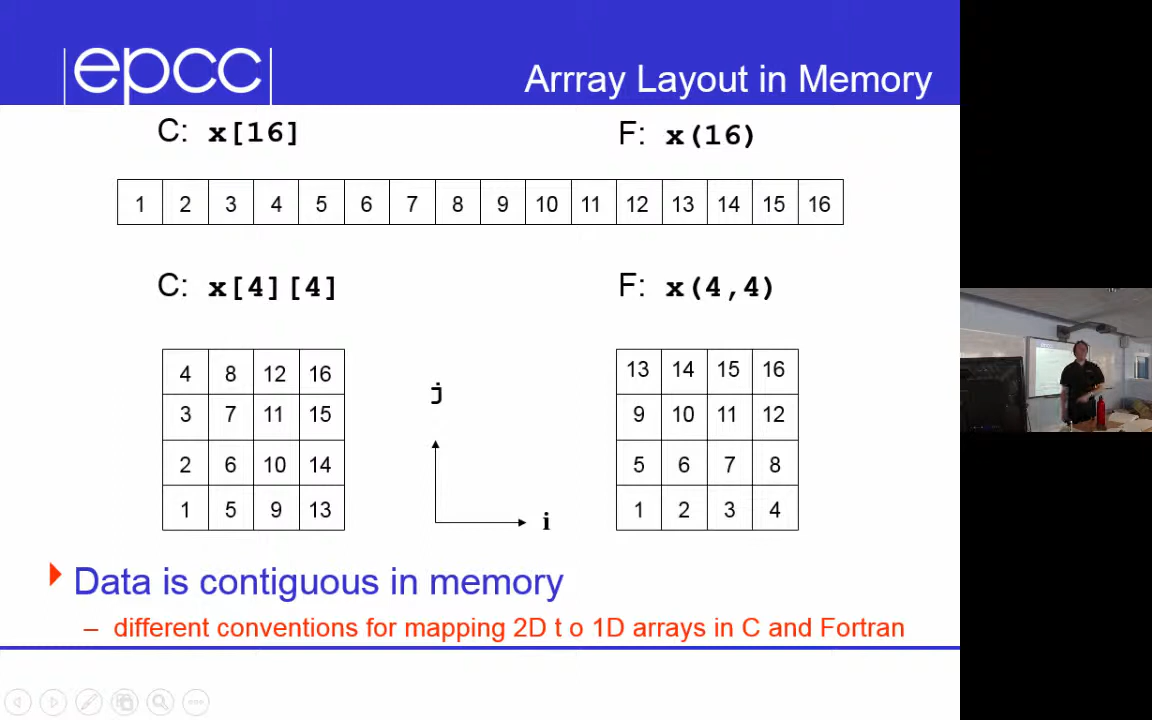 epcc
Arrray Layout in Memory
C: x[16]
F: x(16)
1 2 3 4 5 6 7 8 9 10 11 12 13 14 15 16
C: x[4][4]
F: x(4,4)
4 8 12 16
3 7 11 15
2 6 10 14
1 5 9 13
j
i
13 14 15 16
9 10 11 12
5 6 7 8
1 2 3 4
Data is contiguous in memory
– different conventions for mapping 2D t o 1D arrays in C and Fortran
epcc